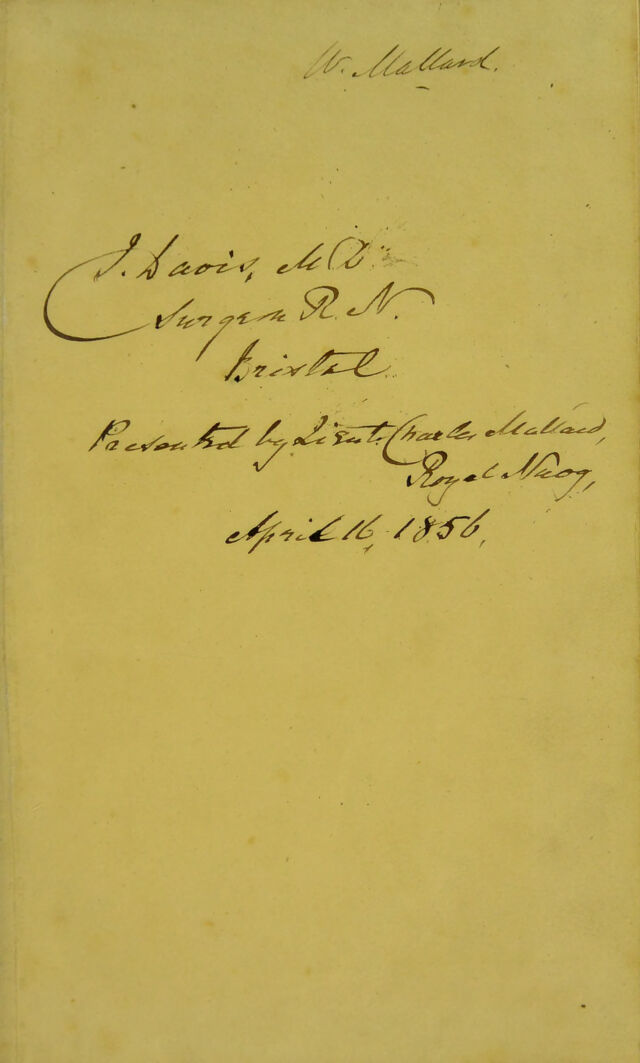 W. Mallard.
J. Davis, M D.
Surgeon R. N.
Bristol
Presented by Lieut. Charles Mallard,
Royal Navy,
April 16, 1856,